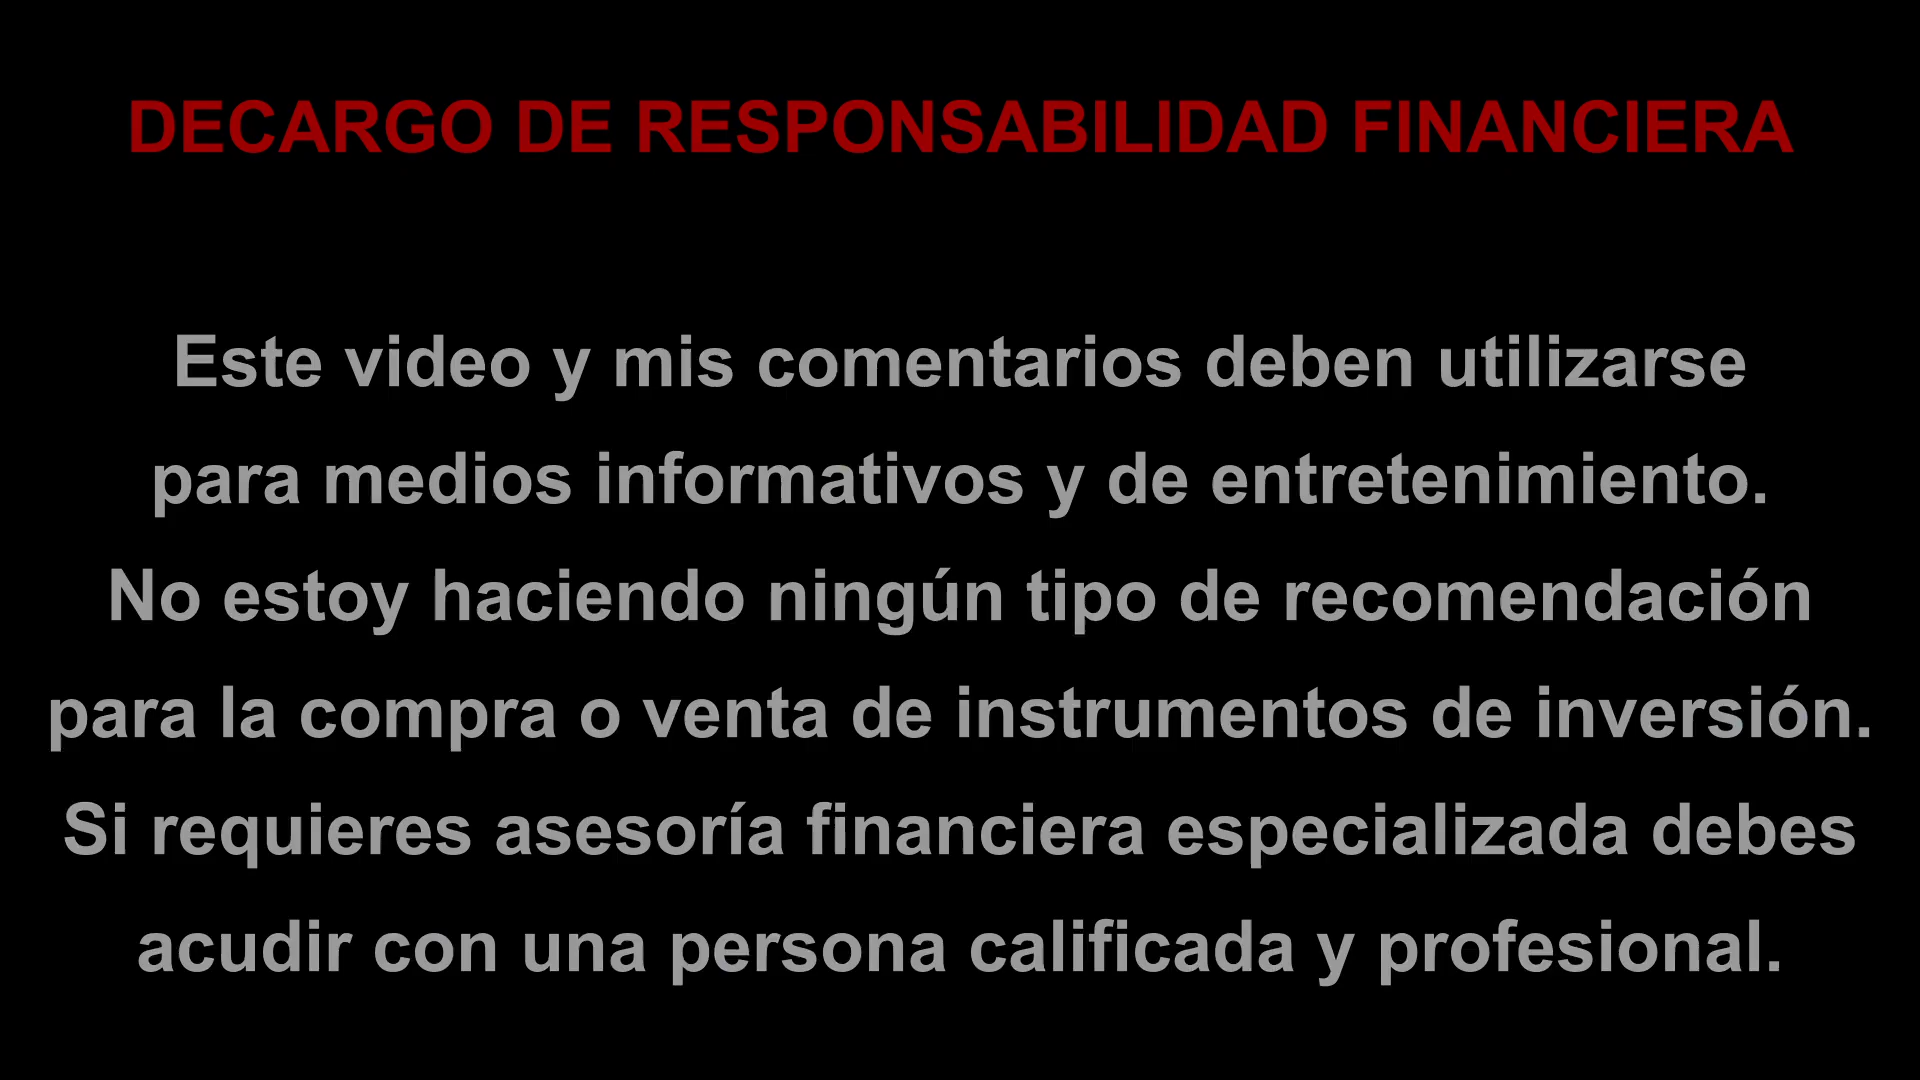 DECARGO DE RESPONSABILIDAD FINANCIERA
Este video y mis comentarios deben utilizarse
para medios informativos y de entretenimiento.
No estoy haciendo ningún tipo de recomendación
para la compra o venta de instrumentos de inversión.
Si requieres asesoría financiera especializada debes
acudir con una persona calificada y profesional.